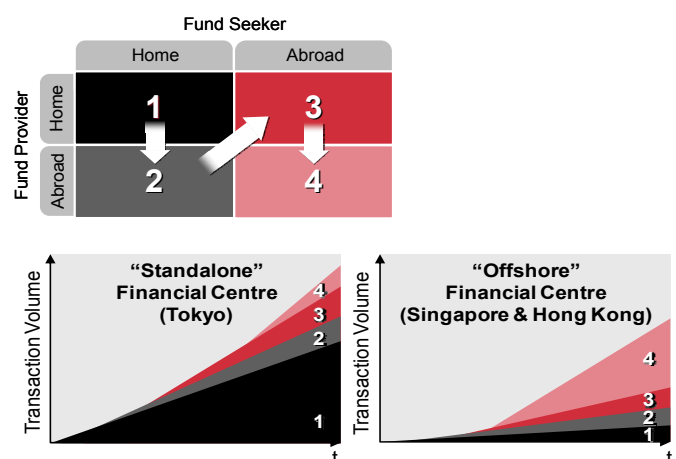 Fund Seeker
Home
Abroad
Fund Provider
Home
1
3
Abroad
2
4
Transaction Volume
“Standalone”
Financial Centre
(Tokyo)
4
3
2
1
t
Transaction Volume
“Offshore”
Financial Centre
(Singapore & Hong Kong)
4
3
2
1
t